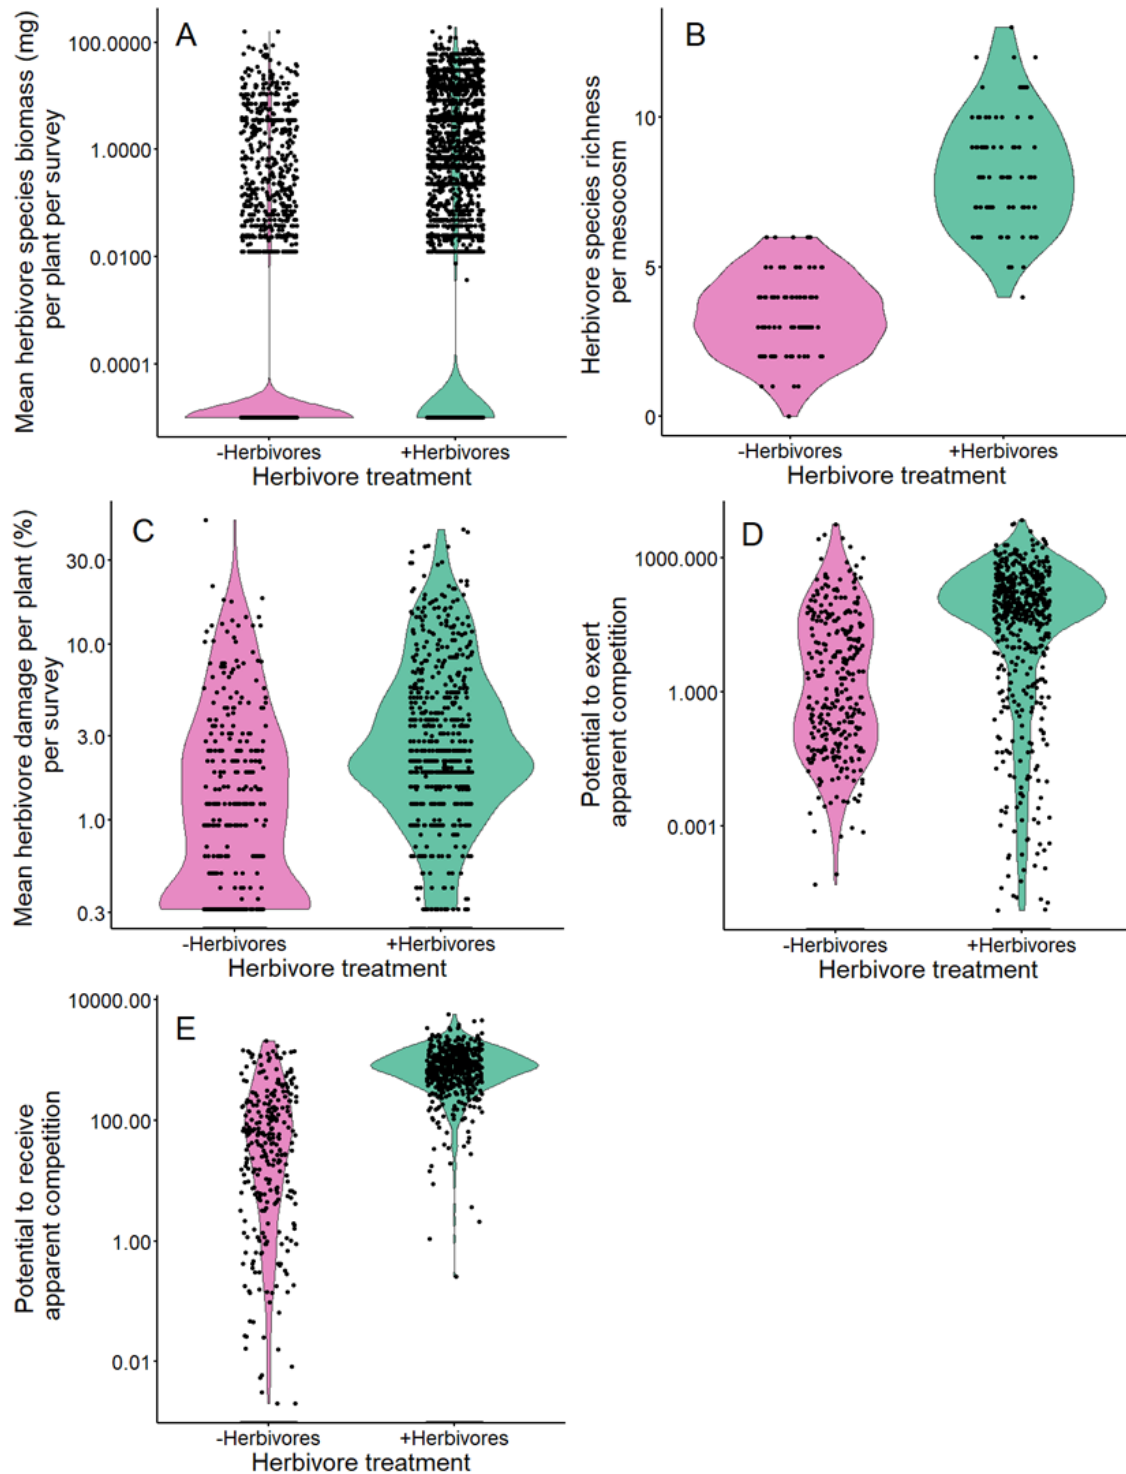 A
Mean herbivore species biomass (mg)
per plant per survey
100.0000
1.0000
0.0100
0.0001
-Herbivores
+Herbivores
Herbivore treatment
B
Herbivore species richness
per mesocosm
10
5
0
-Herbivores
+Herbivores
Herbivore treatment
C
Mean herbivore damage per plant (%)
per survey
30.0
10.0
3.0
1.0
0.3
-Herbivores
+Herbivores
Herbivore treatment
D
Potential to exert
apparent competition
1000.000
1.000
0.001
-Herbivores
+Herbivores
Herbivore treatment
E
Potential to receive
apparent competition
10000.00
100.00
1.00
0.01
-Herbivores
+Herbivores
Herbivore treatment